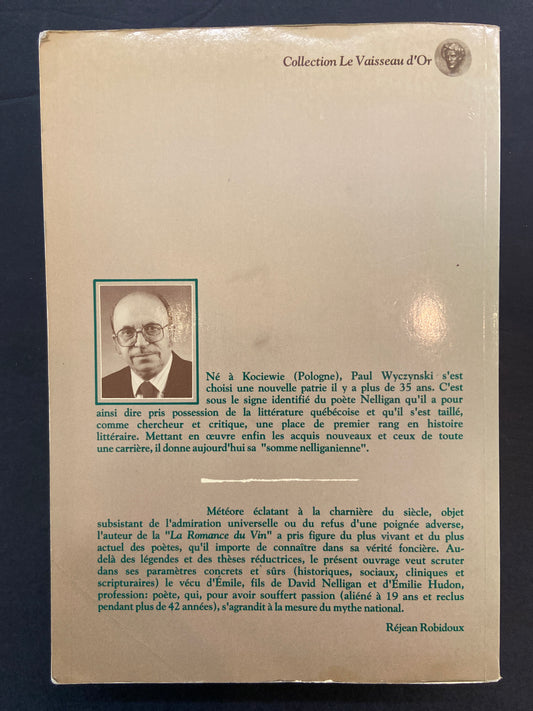 Collection Le Vaisseau d'Or
Né à Kociewie (Pologne), Paul Wyczynski s'est
choisi une nouvelle patrie il y a plus de 35 ans. C'est
sous le signe identifié du poète Nelligan qu'il a pour
ainsi dire pris possession de la littérature québécoise et qu'il s'est taillé,
comme chercheur et critique, une place de premier rang en histoire
littéraire. Mettant en œuvre enfin les acquis nouveaux et ceux de toute
une carrière, il donne aujourd'hui sa "somme nelliganienne".
Météore éclatant à la charnière du siècle, objet
subsistant de l'admiration universelle ou du refus d'une poignée adverse,
l'auteur de la "La Romance du Vin" a pris figure du plus vivant et du plus
actuel des poètes, qu'il importe de connaître dans sa vérité foncière. Au-
delà des légendes et des thèses réductrices, le présent ouvrage veut scruter
dans ses paramètres concrets et sûrs (historiques, sociaux, cliniques et
scripturaires) le vécu d'Émile, fils de David Nelligan et d'Émilie Hudon,
profession: poète, qui, pour avoir souffert passion (aliéné à 19 ans et reclus
pendant plus de 42 années), s'agrandit à la mesure du mythe national.
Réjean Robidoux